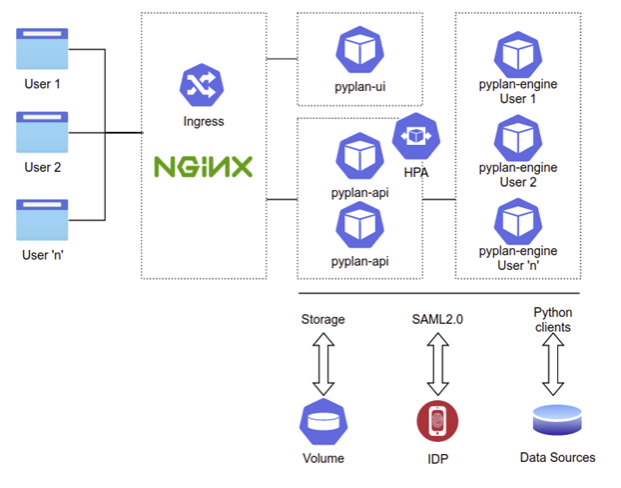 User 1
User 2
User 'n'
Ingress
NGINX
pyplan-ui
pyplan-api
HPA
pyplan-api
pyplan-engine
User 1
pyplan-engine
User 2
pyplan-engine
User 'n'
Storage
SAML2.0
Python
clients
Volume
IDP
Data Sources